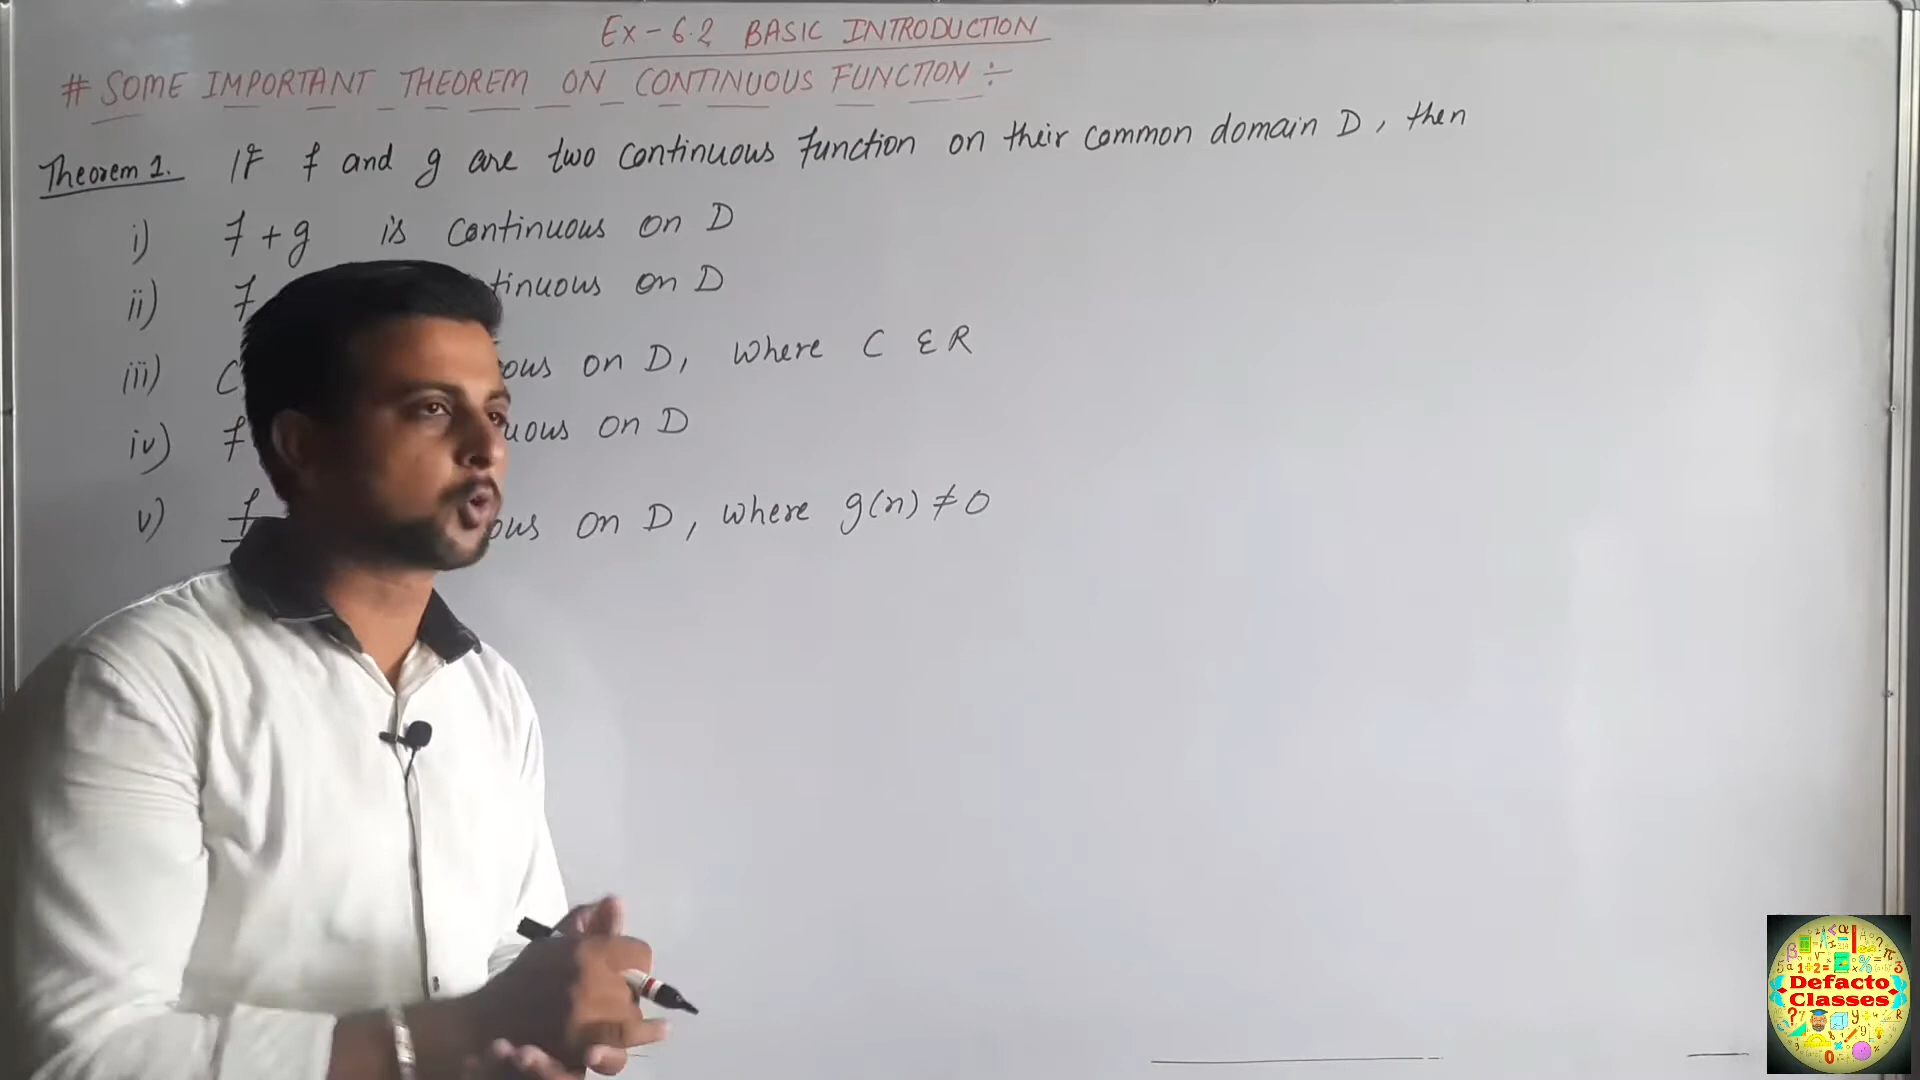 Ex-6.2 BASIC INTRODUCTION
# SOME IMPORTANT THEOREM ON CONTINUOUS FUNCTION ÷
Theorem 1. If f and g are two continuous function on their common domain D, then
i) f + g is continuous on D
ii) f tinuous on D
iii) C ous on D, where C ∈ R
iv) f uous on D
v) f ous on D, where g(n) ≠ 0
Defacto
Classes